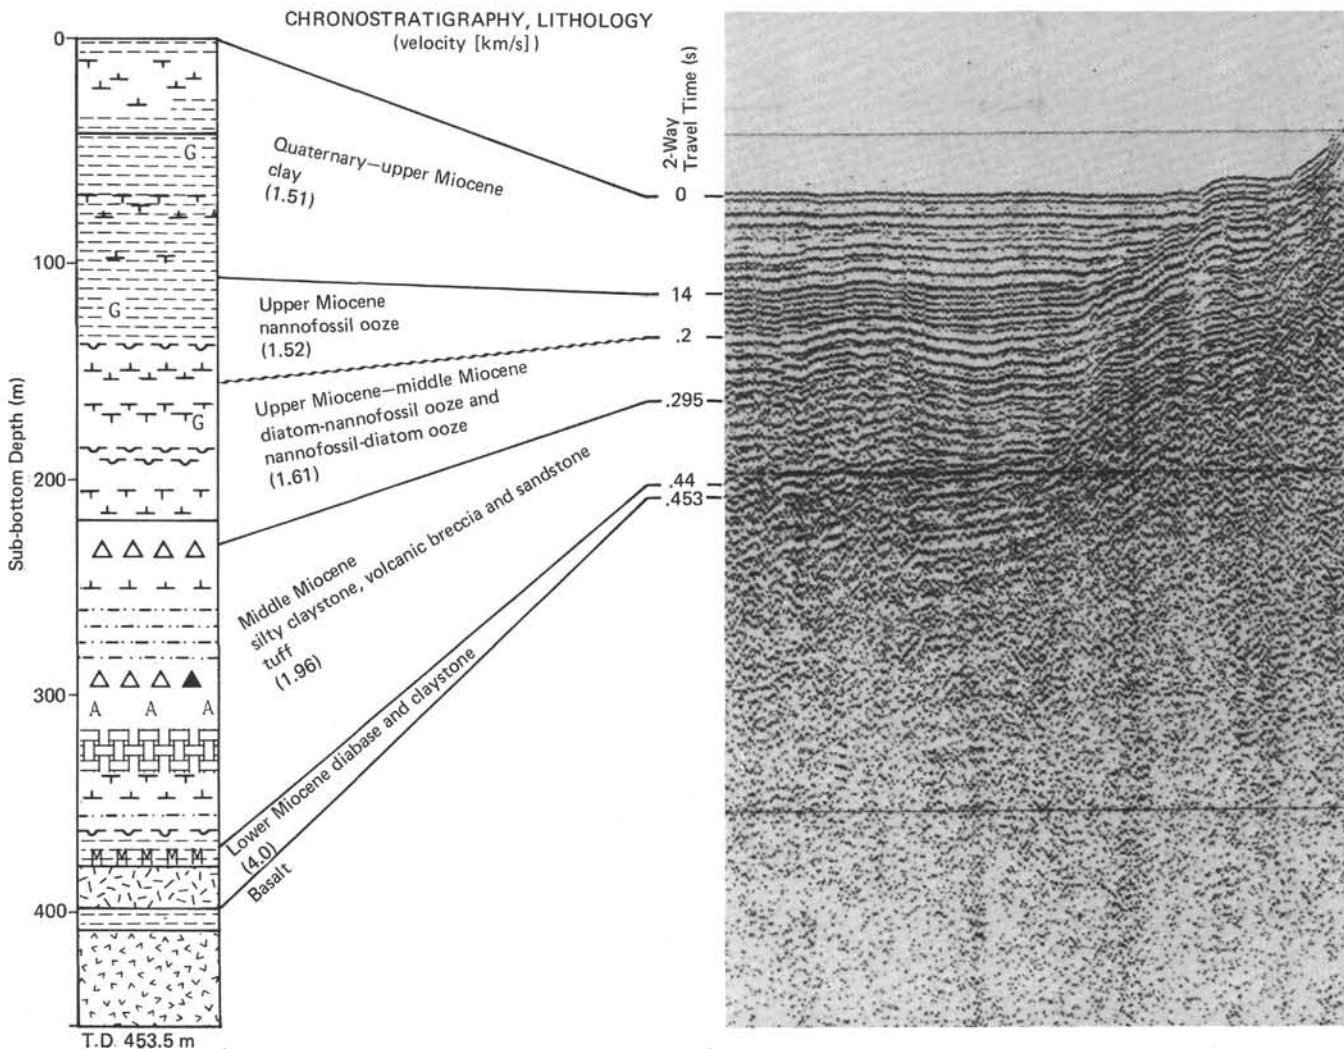 CHRONOSTRATIGRAPHY, LITHOLOGY
(velocity [km/s])
2-Way
Travel Time (s)
Sub-bottom Depth (m)
0
100
200
300
400
G
G
G
A A A
M M M M M
T.D. 453.5 m
Quaternary—upper Miocene
clay
(1.51)
Upper Miocene
nannofossil ooze
(1.52)
Upper Miocene—middle Miocene
diatom-nannofossil ooze and
nannofossil-diatom ooze
(1.61)
Middle Miocene
silty claystone, volcanic breccia and sandstone
tuff
(1.96)
Lower Miocene diabase and claystone
(4.0)
Basalt
0
14
.2
.295
.44
.453